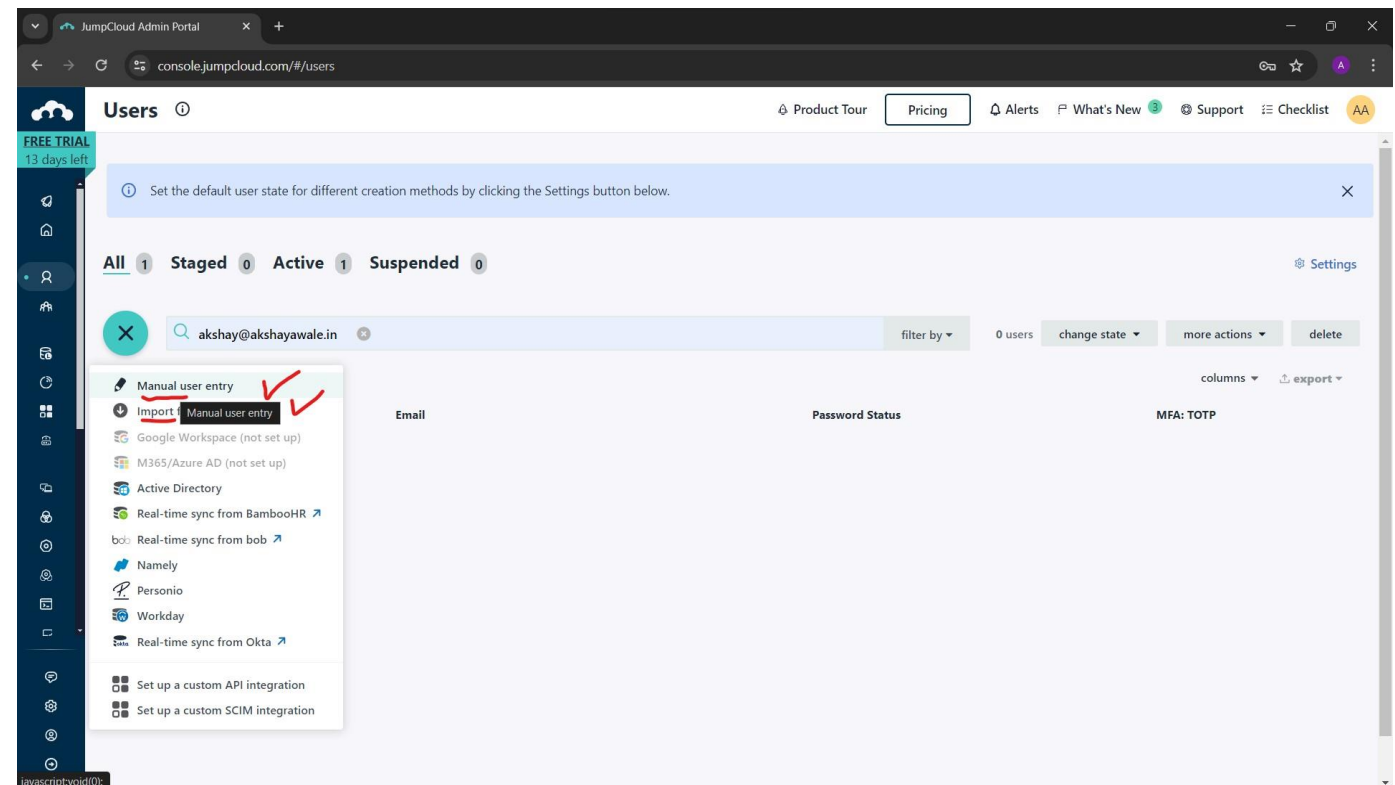 JumpCloud Admin Portal
console.jumpcloud.com/#/users
A
Users
Product Tour
Pricing
Alerts
What's New 3
Support
Checklist
AA
FREE TRIAL
13 days left
Set the default user state for different creation methods by clicking the Settings button below.
All 1 Staged 0 Active 1 Suspended 0
Settings
akshay@akshayawale.in
filter by
0 users
change state
more actions
delete
columns
export
Manual user entry
Import f
Manual user entry
Email
Password Status
MFA: TOTP
Google Workspace (not set up)
M365/Azure AD (not set up)
Active Directory
Real-time sync from BambooHR
bob Real-time sync from bob
Namely
Personio
Workday
okta Real-time sync from Okta
Set up a custom API integration
Set up a custom SCIM integration
javascript:void(0);